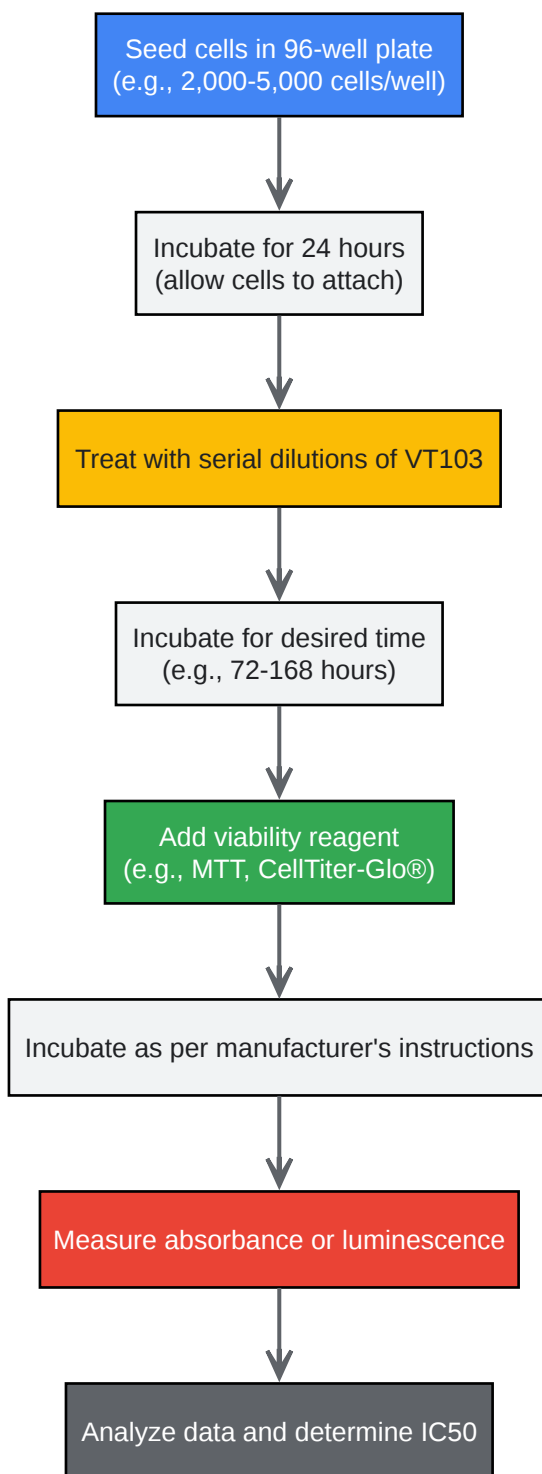 Seed cells in 96-well plate
(e.g., 2,000-5,000 cells/well)
Incubate for 24 hours
(allow cells to attach)
Treat with serial dilutions of VT103
Incubate for desired time
(e.g., 72-168 hours)
Add viability reagent
(e.g., MTT, CellTiter-Glo®)
Incubate as per manufacturer's instructions
Measure absorbance or luminescence
Analyze data and determine IC50